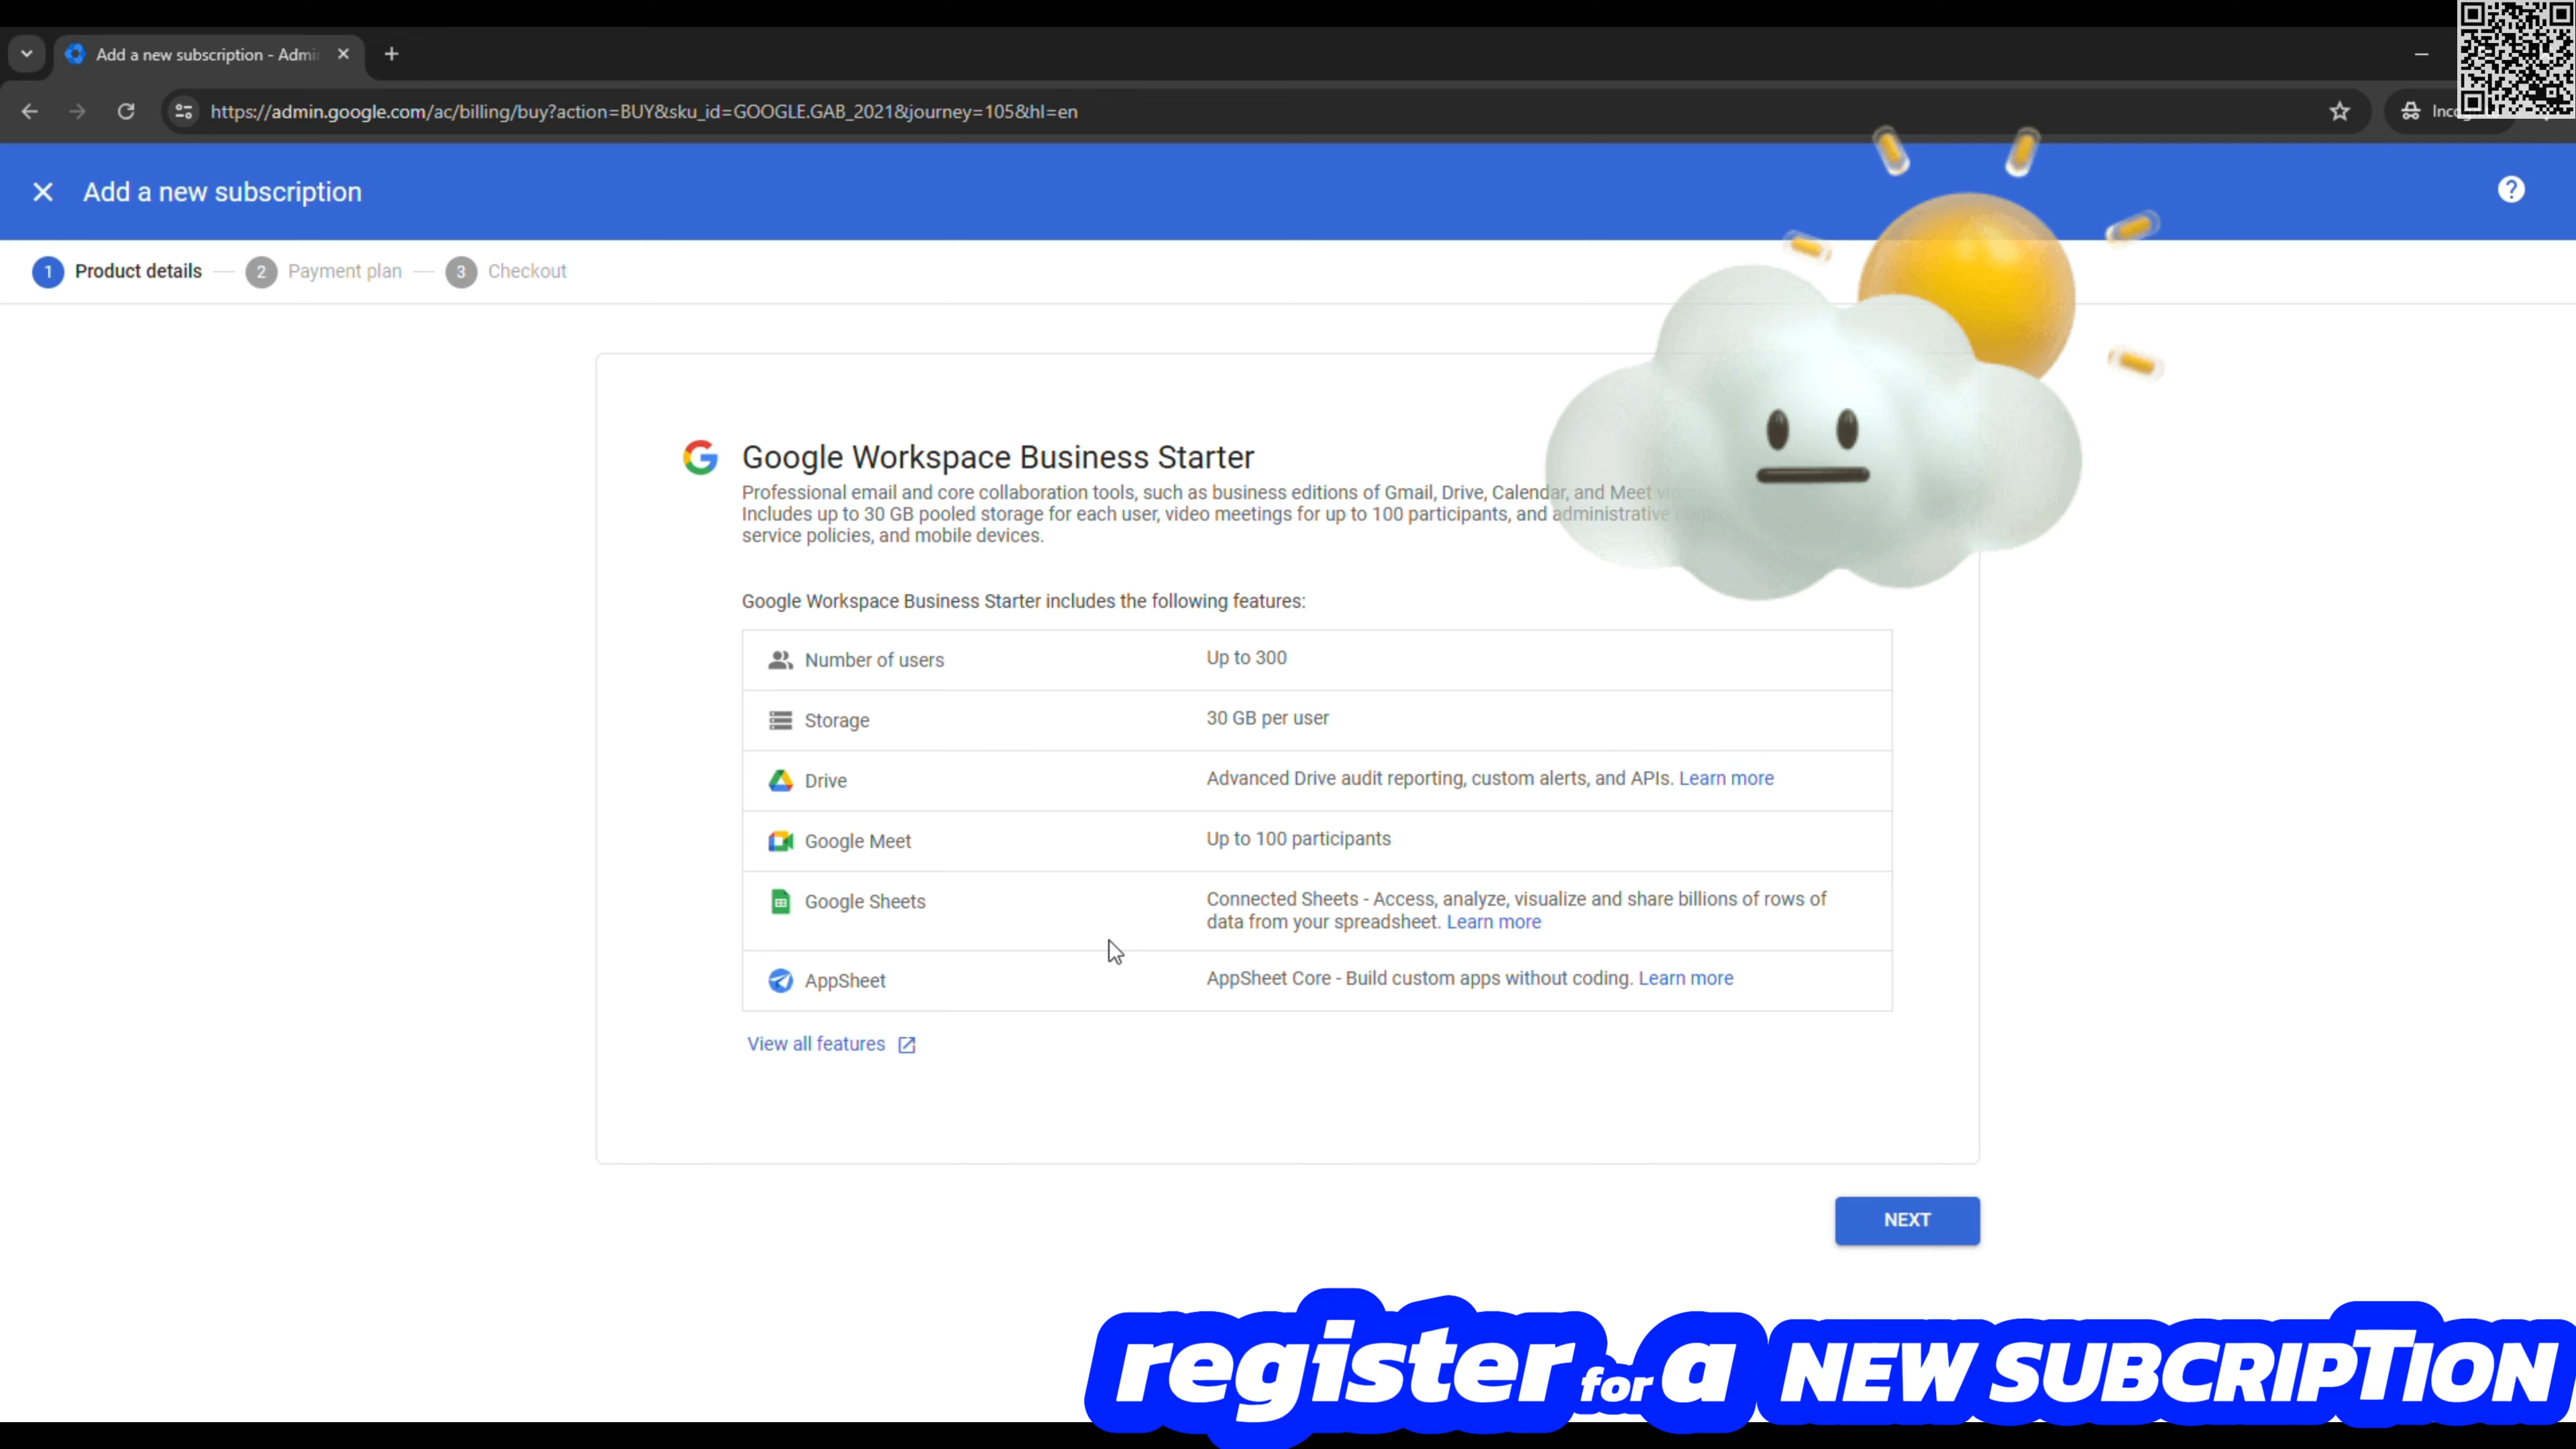 Add a new subscription - Admi
https://admin.google.com/ac/billing/buy?action=BUY&sku_id=GOOGLE.GAB_2021&journey=105&hl=en
Add a new subscription
1 Product details
2 Payment plan
3 Checkout
Google Workspace Business Starter
Professional email and core collaboration tools, such as business editions of Gmail, Drive, Calendar, and Meet
Includes up to 30 GB pooled storage for each user, video meetings for up to 100 participants, and administrative
service policies, and mobile devices.
Google Workspace Business Starter includes the following features:
Number of users Up to 300
Storage 30 GB per user
Drive Advanced Drive audit reporting, custom alerts, and APIs. Learn more
Google Meet Up to 100 participants
Google Sheets Connected Sheets - Access, analyze, visualize and share billions of rows of
data from your spreadsheet. Learn more
AppSheet AppSheet Core - Build custom apps without coding. Learn more
View all features
NEXT
register for a NEW SUBCRIPTION